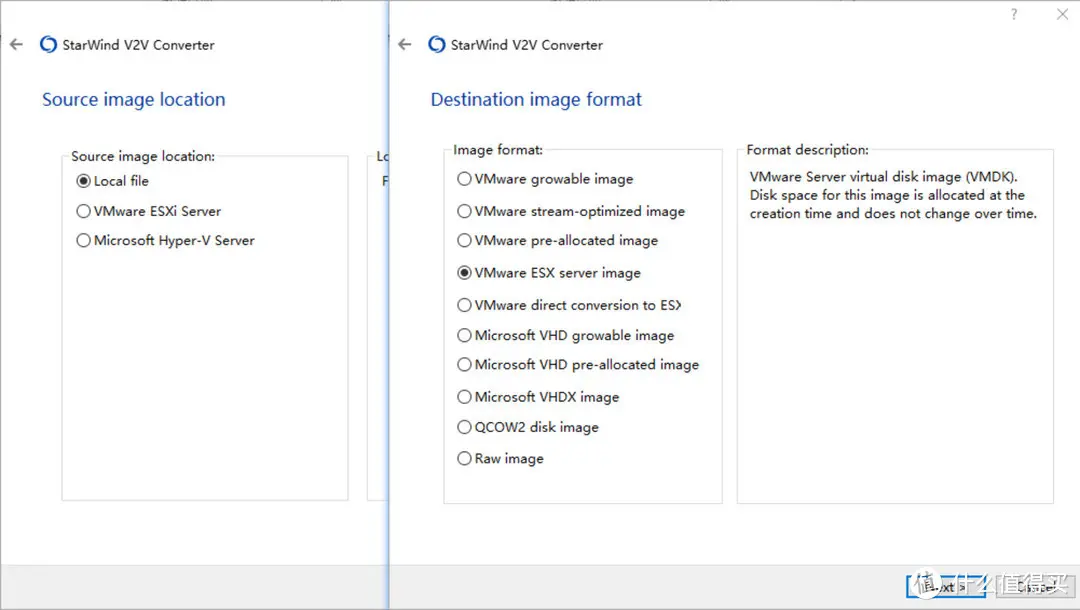 StarWind V2V Converter
Source image location
Source image location:
Local file
VMware ESXi Server
Microsoft Hyper-V Server
?
StarWind V2V Converter
Destination image format
Image format:
VMware growable image
VMware stream-optimized image
VMware pre-allocated image
VMware ESX server image
VMware direct conversion to ESX
Microsoft VHD growable image
Microsoft VHD pre-allocated image
Microsoft VHDX image
QCOW2 disk image
Raw image
Format description:
VMware Server virtual disk image (VMDK).
Disk space for this image is allocated at the
creation time and does not change over time.
值 什么值得买